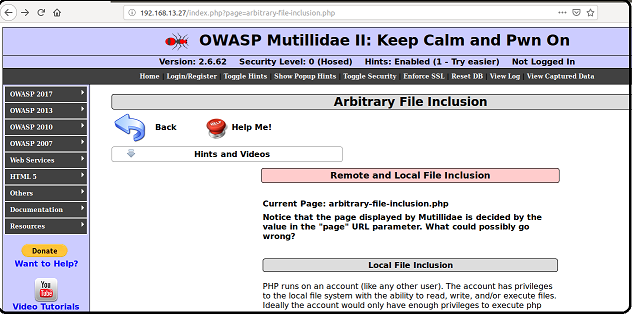 192.168.13.27/index.php?page=arbitrary-file-inclusion.php
OWASP Mutillidae II: Keep Calm and Pwn On
Version: 2.6.62 Security Level: 0 (Hosed) Hints: Enabled (1 - Try easier) Not Logged In
Home | Login/Register | Toggle Hints | Show Popup Hints | Toggle Security | Enforce SSL | Reset DB | View Log | View Captured Data
OWASP 2017
OWASP 2013
OWASP 2010
OWASP 2007
Web Services
HTML 5
Others
Documentation
Resources
Donate
Want to Help?
You
Tube
Video Tutorials
Arbitrary File Inclusion
Back
HELP
Help Me!
Hints and Videos
Remote and Local File Inclusion
Current Page: arbitrary-file-inclusion.php
Notice that the page displayed by Mutillidae is decided by the
value in the "page" URL parameter. What could possibly go
wrong?
Local File Inclusion
PHP runs on an account (like any other user). The account has privileges
to the local file system with the ability to read, write, and/or execute files.
Ideally the account would only have enough privileges to execute php